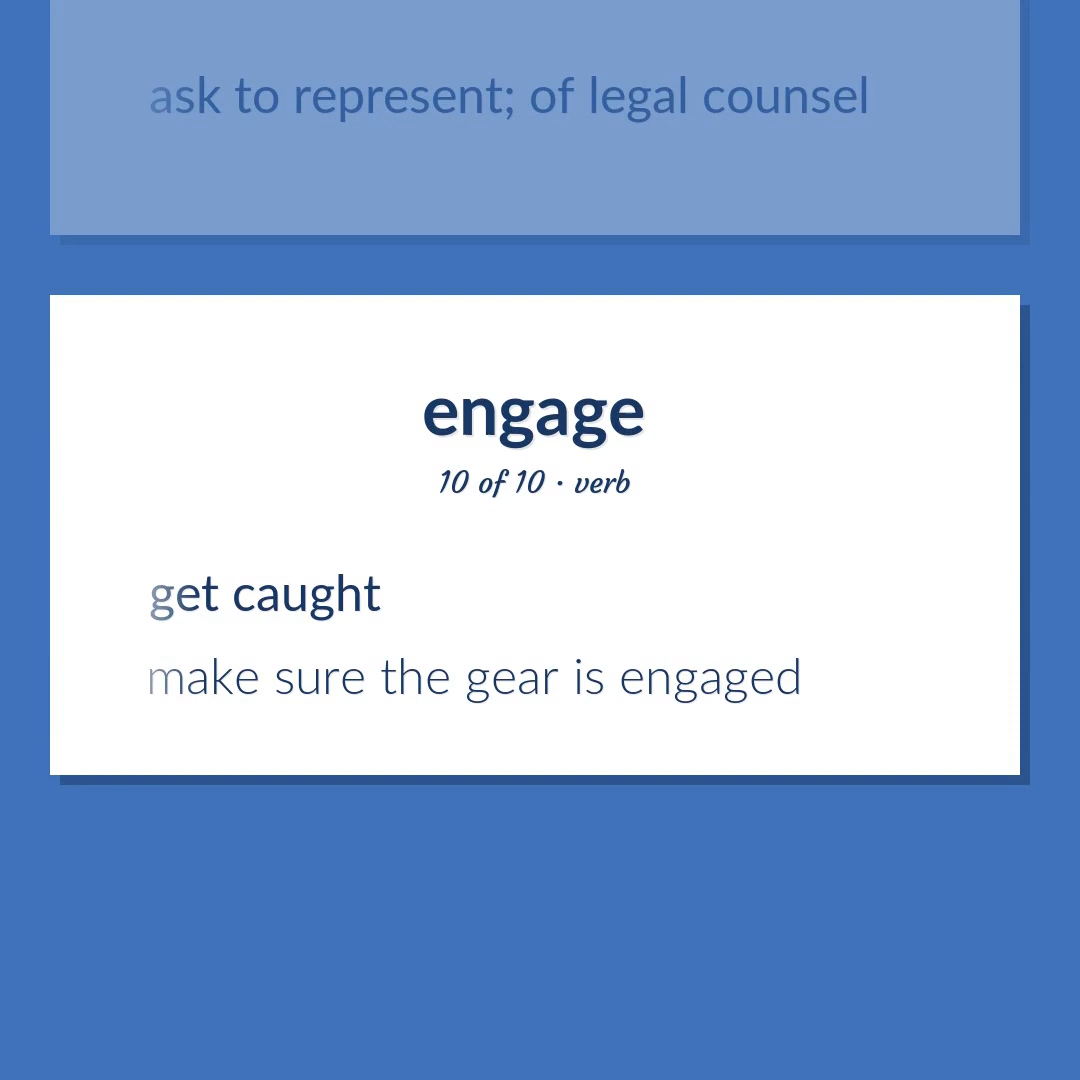 ask to represent; of legal counsel
engage
10 of 10 · verb
get caught
make sure the gear is engaged